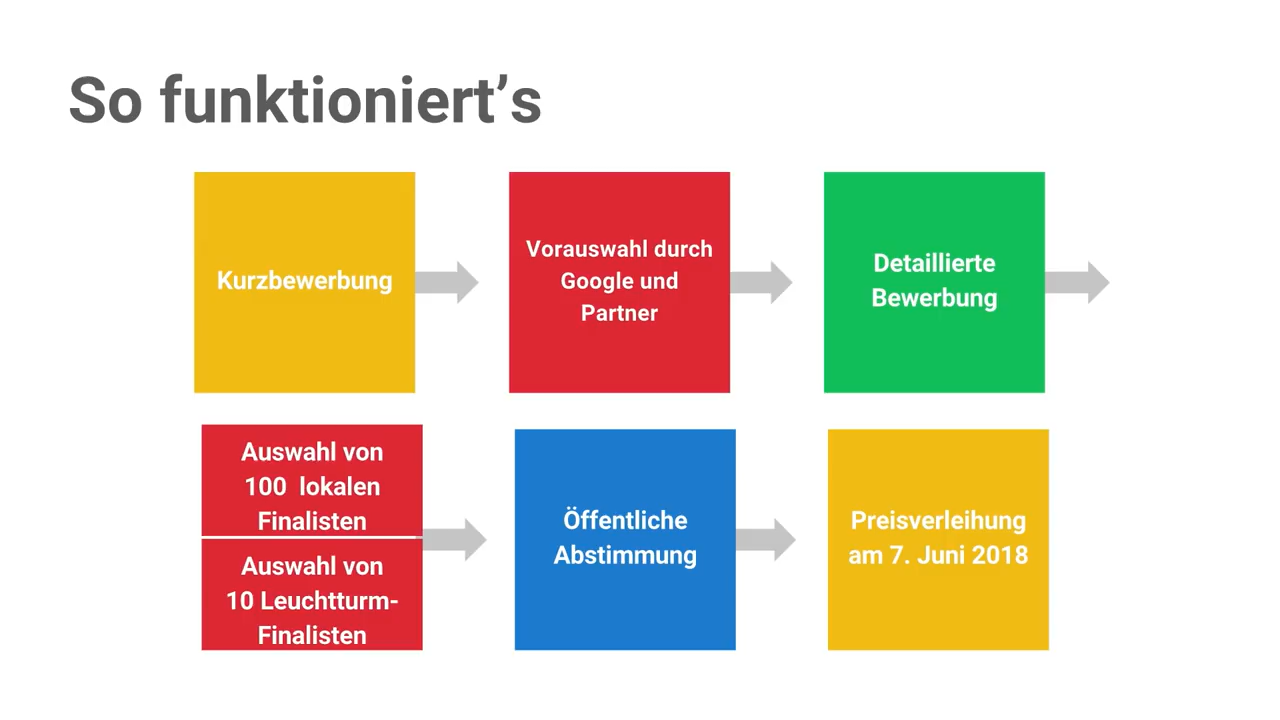 So funktioniert’s
Kurzbewerbung
Vorauswahl durch
Google und
Partner
Detaillierte
Bewerbung
Auswahl von
100  lokalen
Finalisten
Auswahl von
10 Leuchtturm-
Finalisten
Öffentliche
Abstimmung
Preisverleihung
am 7. Juni 2018